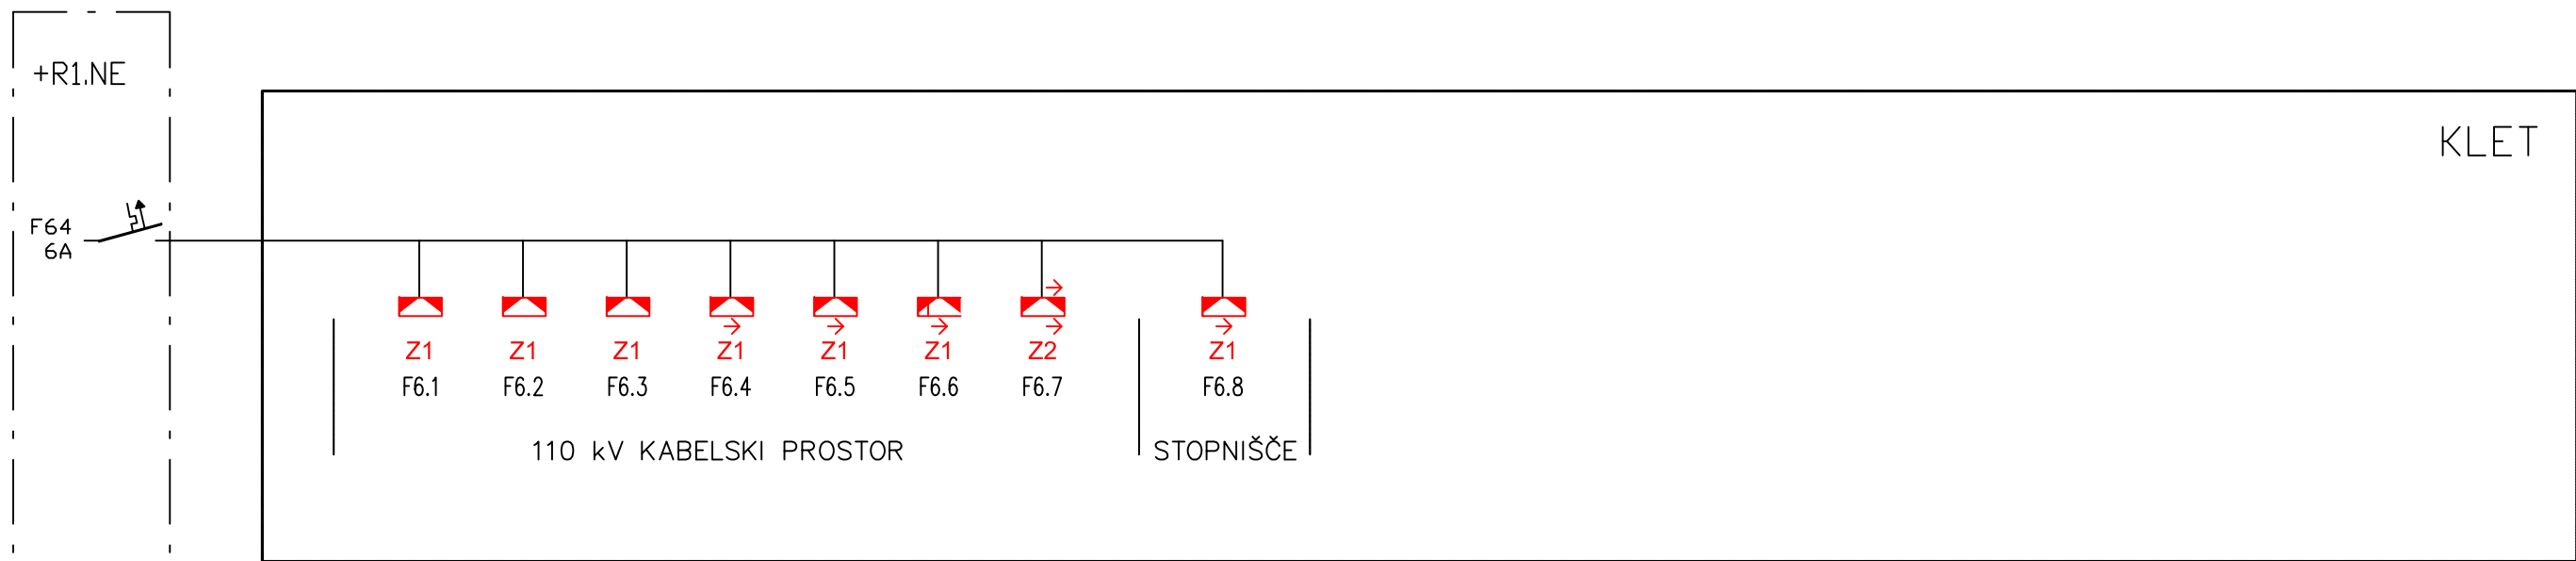 +R1.NE
KLET
F64
6A
Z1 Z1 Z1 Z1 Z1 Z1 Z2 Z1
F6.1 F6.2 F6.3 F6.4 F6.5 F6.6 F6.7 F6.8
110 kV KABELSKI PROSTOR STOPNIŠČE